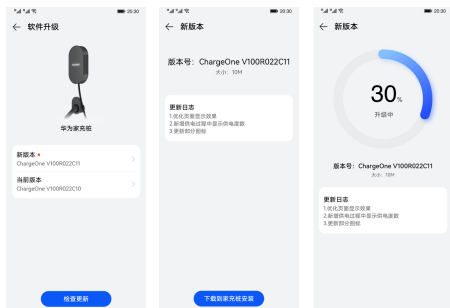 20:30
软件升级
华为家充桩
新版本
ChargeOne V100R022C11
当前版本
ChargeOne V100R022C10
检查更新
20:30
新版本
版本号：ChargeOne V100R022C11
大小：10M
更新日志
1.优化页面显示效果
2.新增供电过程中显示供电度数
3.更新部分图标
下载到家充桩安装
20:30
新版本
30%
升级中
版本号：ChargeOne V100R022C11
大小：10M
更新日志
1.优化页面显示效果
2.新增供电过程中显示供电度数
3.更新部分图标